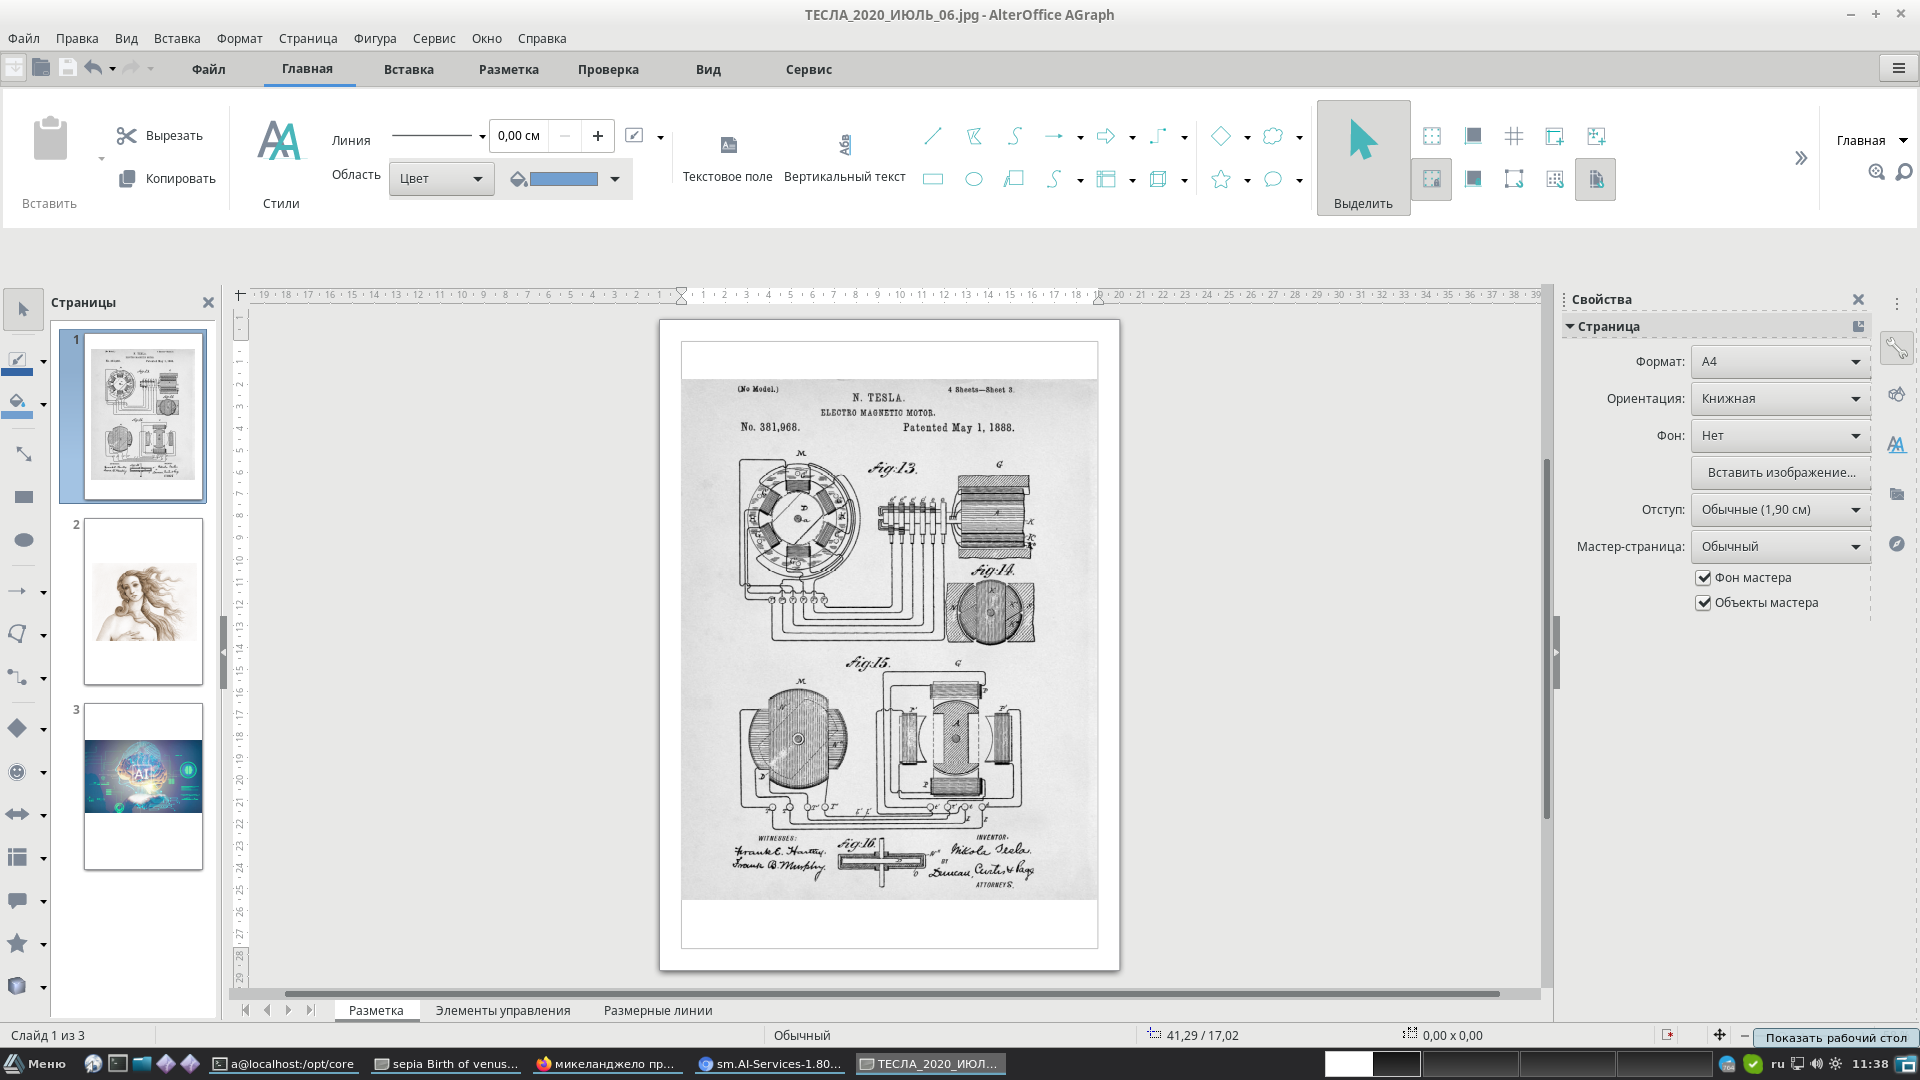 ТЕСЛА_2020_ИЮЛЬ_06.jpg - AlterOffice AGraph
Файл Правка Вид Вставка Формат Страница Фигура Сервис Окно Справка
Файл Главная Вставка Разметка Проверка Вид Сервис
Вставить
Вырезать
Копировать
Стили
Линия
0,00 см
Область
Цвет
Текстовое поле
Вертикальный текст
Выделить
Главная
Страницы
1
2
3
AI
(No Model.)
4 Sheets—Sheet 3.
N. TESLA.
ELECTRO MAGNETIC MOTOR.
No. 381,968.
Patented May 1, 1888.
Fig. 13.
Fig. 14.
Fig. 15.
Fig. 16.
WITNESSES:
Frank E. Hartley.
Frank B. Murphy.
INVENTOR.
Nikola Tesla.
BY
Duncan, Curtis & Page
ATTORNEYS.
Свойства
Страница
Формат: A4
Ориентация: Книжная
Фон: Нет
Вставить изображение...
Отступ: Обычные (1,90 см)
Мастер-страница: Обычный
Фон мастера
Объекты мастера
Разметка Элементы управления Размерные линии
Слайд 1 из 3
Обычный
41,29 / 17,02
0,00 x 0,00
Показать рабочий стол
Меню
a@localhost:/opt/core
sepia Birth of venus...
микеланджело пр...
sm.AI-Services-1.80...
ТЕСЛА_2020_ИЮЛ...
ru
11:38